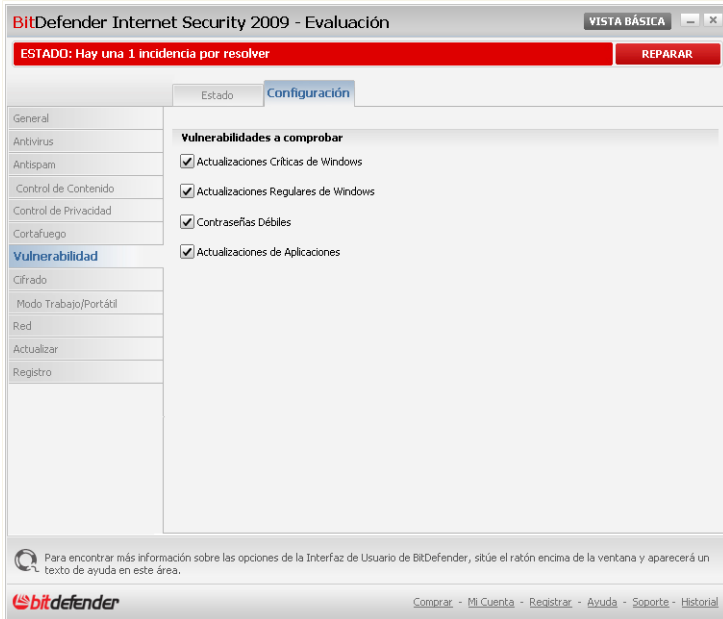 BitDefender Internet Security 2009 - Evaluación
VISTA BÁSICA
ESTADO: Hay una 1 incidencia por resolver
REPARAR
Estado
Configuración
General
Antivirus
Antispam
Control de Contenido
Control de Privacidad
Cortafuego
Vulnerabilidad
Cifrado
Modo Trabajo/Portátil
Red
Actualizar
Registro
Vulnerabilidades a comprobar
Actualizaciones Críticas de Windows
Actualizaciones Regulares de Windows
Contraseñas Débiles
Actualizaciones de Aplicaciones
Para encontrar más información sobre las opciones de la Interfaz de Usuario de BitDefender, sitúe el ratón encima de la ventana y aparecerá un
texto de ayuda en este área.
bitdefender
Comprar - Mi Cuenta - Registrar - Ayuda - Soporte - Historial